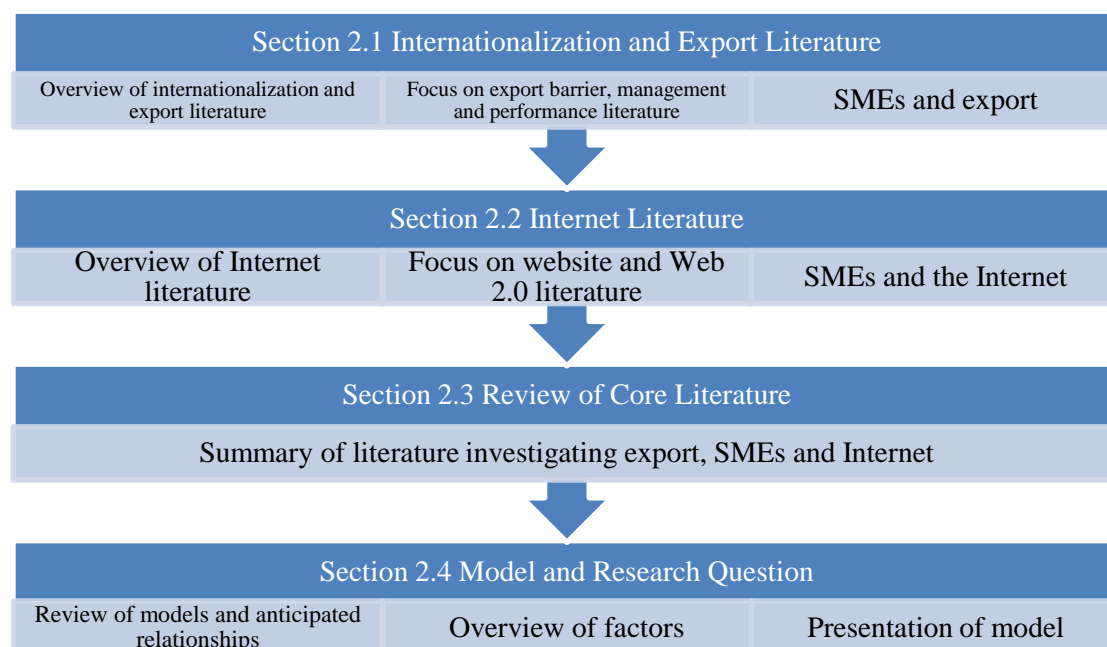 Section 2.1 Internationalization and Export Literature
Overview of internationalization and
export literature
Focus on export barrier, management
and performance literature
SMEs and export
Section 2.2 Internet Literature
Overview of Internet
literature
Focus on website and Web
2.0 literature
SMEs and the Internet
Section 2.3 Review of Core Literature
Summary of literature investigating export, SMEs and Internet
Section 2.4 Model and Research Question
Review of models and anticipated
relationships
Overview of factors
Presentation of model